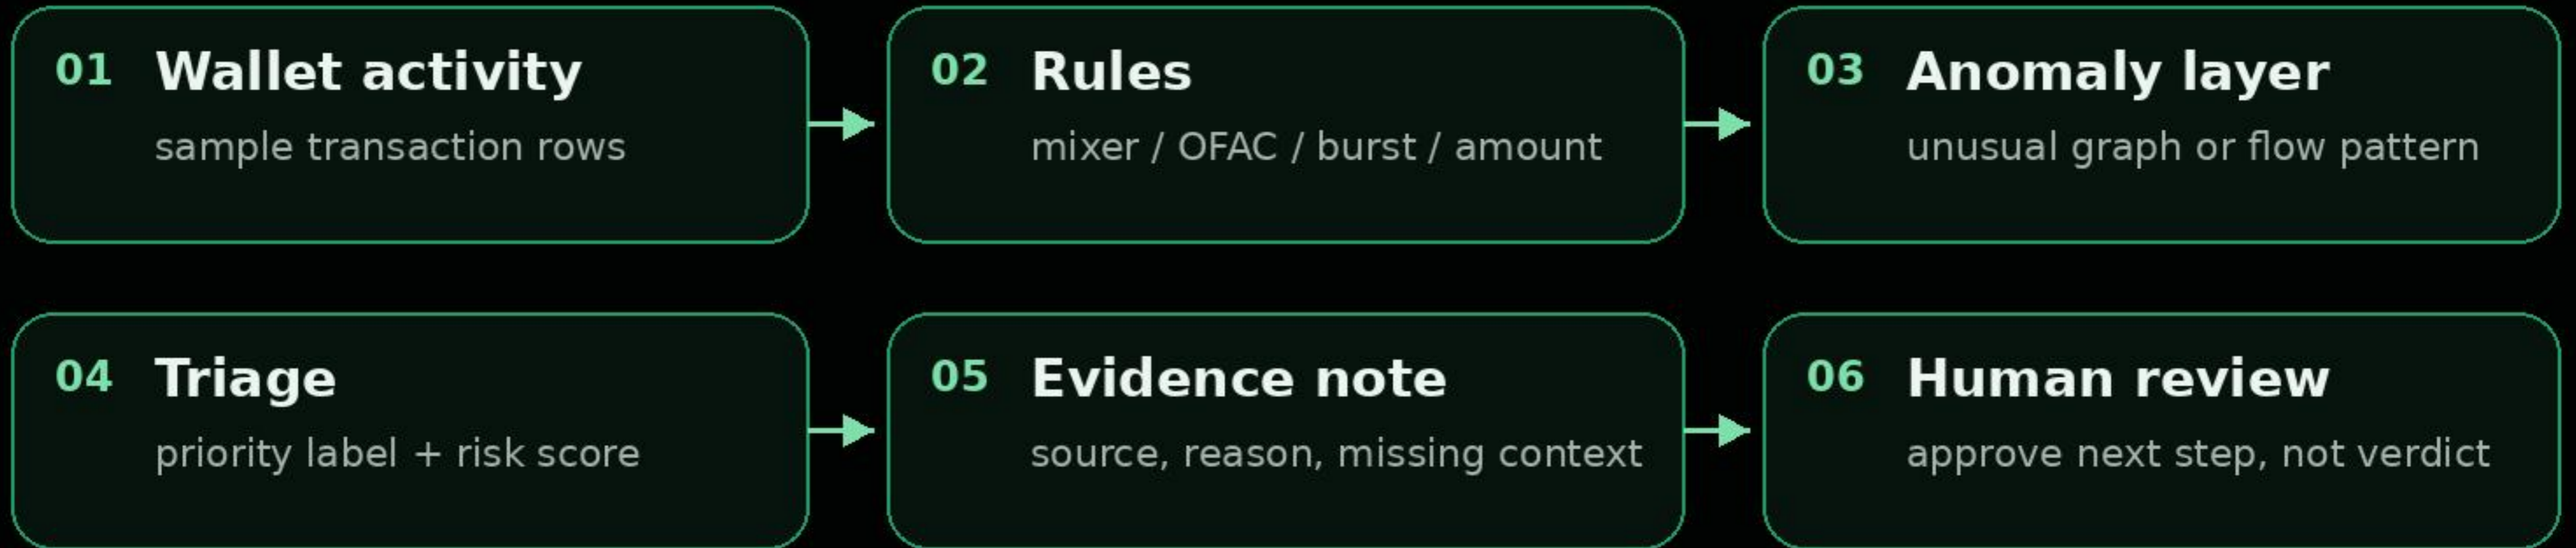 01 Wallet activity
sample transaction rows
02 Rules
mixer / OFAC / burst / amount
03 Anomaly layer
unusual graph or flow pattern
04 Triage
priority label + risk score
05 Evidence note
source, reason, missing context
06 Human review
approve next step, not verdict